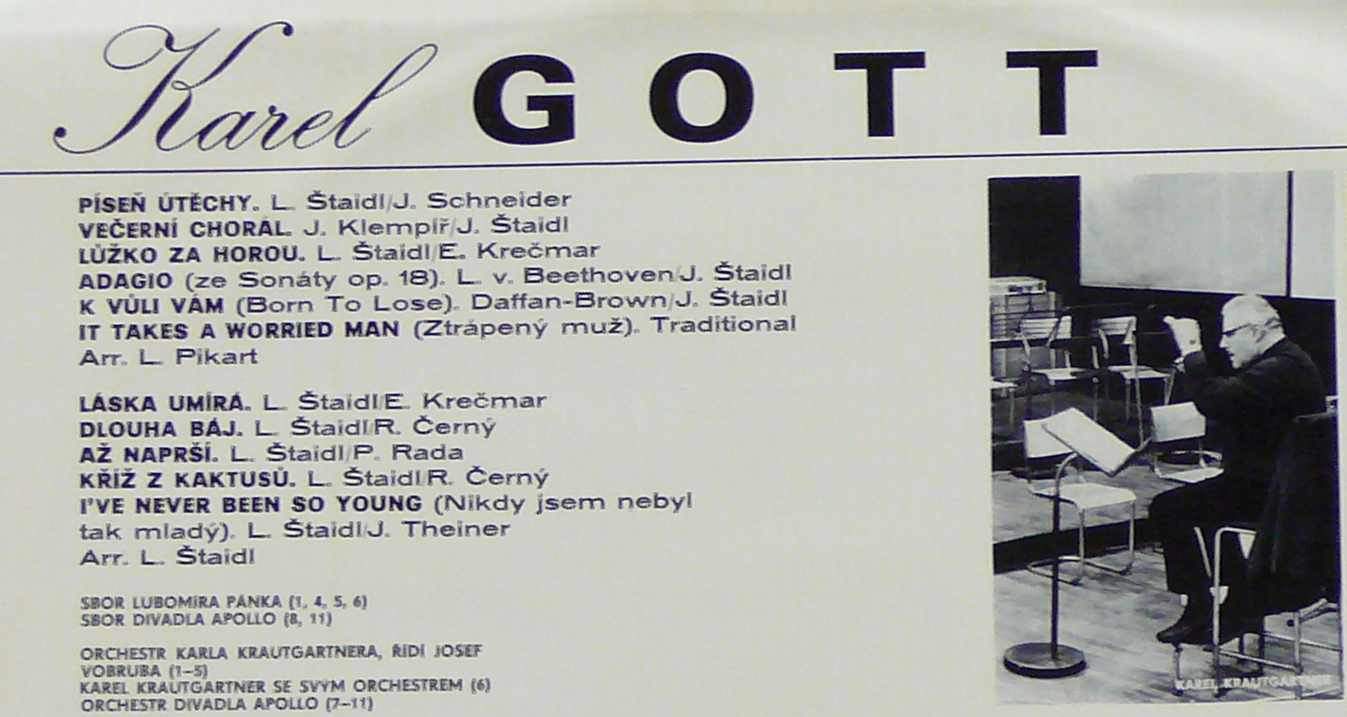 Karel GOTT
PÍSEŇ ÚTĚCHY. L. Štaidl/J. Schneider
VEČERNÍ CHORÁL. J. Klempíř/J. Štaidl
LŮŽKO ZA HOROU. L. Štaidl/E. Krečmar
ADAGIO (ze Sonáty op. 18). L. v. Beethoven/J. Štaidl
K VŮLI VÁM (Born To Lose). Daffan-Brown/J. Štaidl
IT TAKES A WORRIED MAN (Ztrápený muž). Traditional
Arr. L. Pikart
LÁSKA UMÍRÁ. L. Štaidl/E. Krečmar
DLOUHA BÁJ. L. Štaidl/R. Černý
AŽ NAPRŠÍ. L. Štaidl/P. Rada
KŘÍŽ Z KAKTUSŮ. L. Štaidl/R. Černý
I'VE NEVER BEEN SO YOUNG (Nikdy jsem nebyl
tak mladý). L. Štaidl/J. Theiner
Arr. L. Štaidl
SBOR LUBOMÍRA PÁNKA (1, 4, 5, 6)
SBOR DIVADLA APOLLO (8, 11)
ORCHESTR KARLA KRAUTGARTNERA, ŘÍDÍ JOSEF
VOBRUBA (1–5)
KAREL KRAUTGARTNER SE SVÝM ORCHESTREM (6)
ORCHESTR DIVADLA APOLLO (7–11)
KAREL KRAUTGARTNER